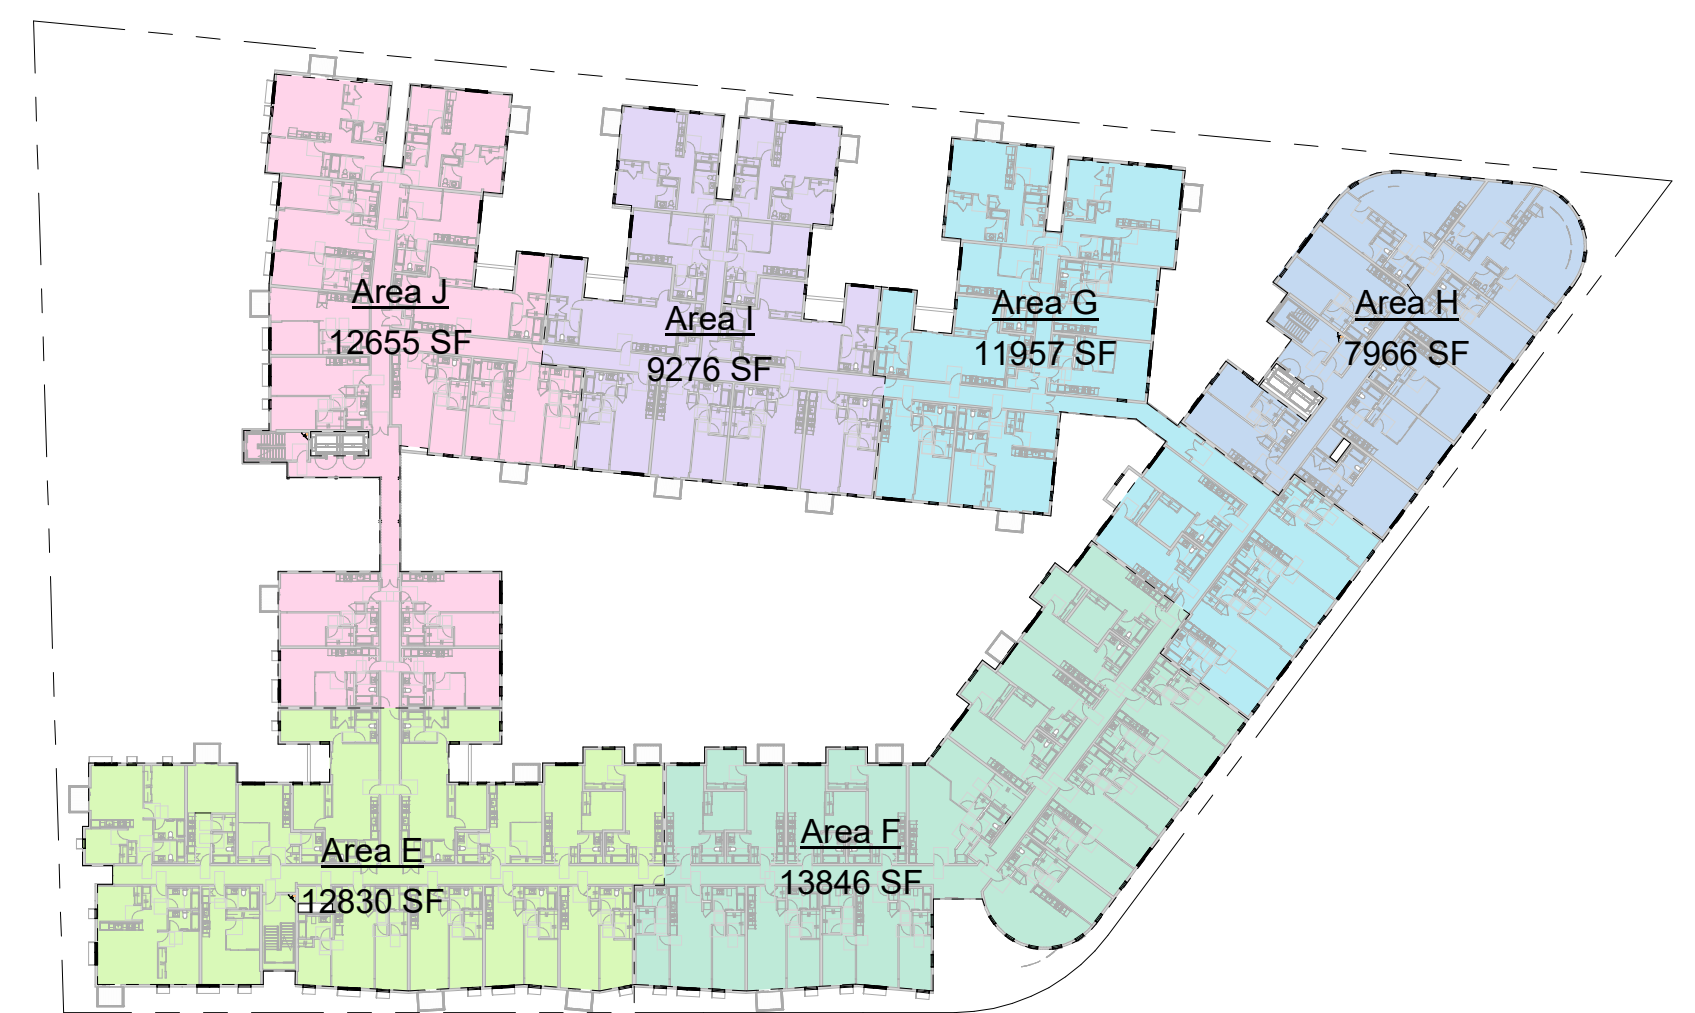 Area J
12655 SF
Area I
9276 SF
Area G
11957 SF
Area H
7966 SF
Area E
12830 SF
Area F
13846 SF